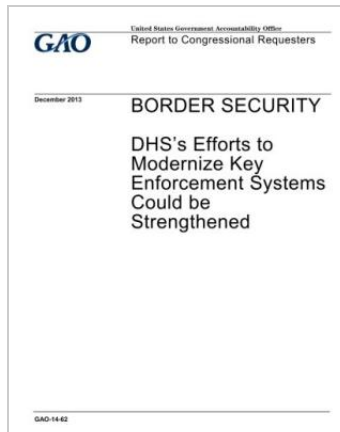 United States Government Accountability Office
GAO
Report to Congressional Requesters
December 2013
BORDER SECURITY
DHS's Efforts to
Modernize Key
Enforcement Systems
Could be
Strengthened
GAO-14-62